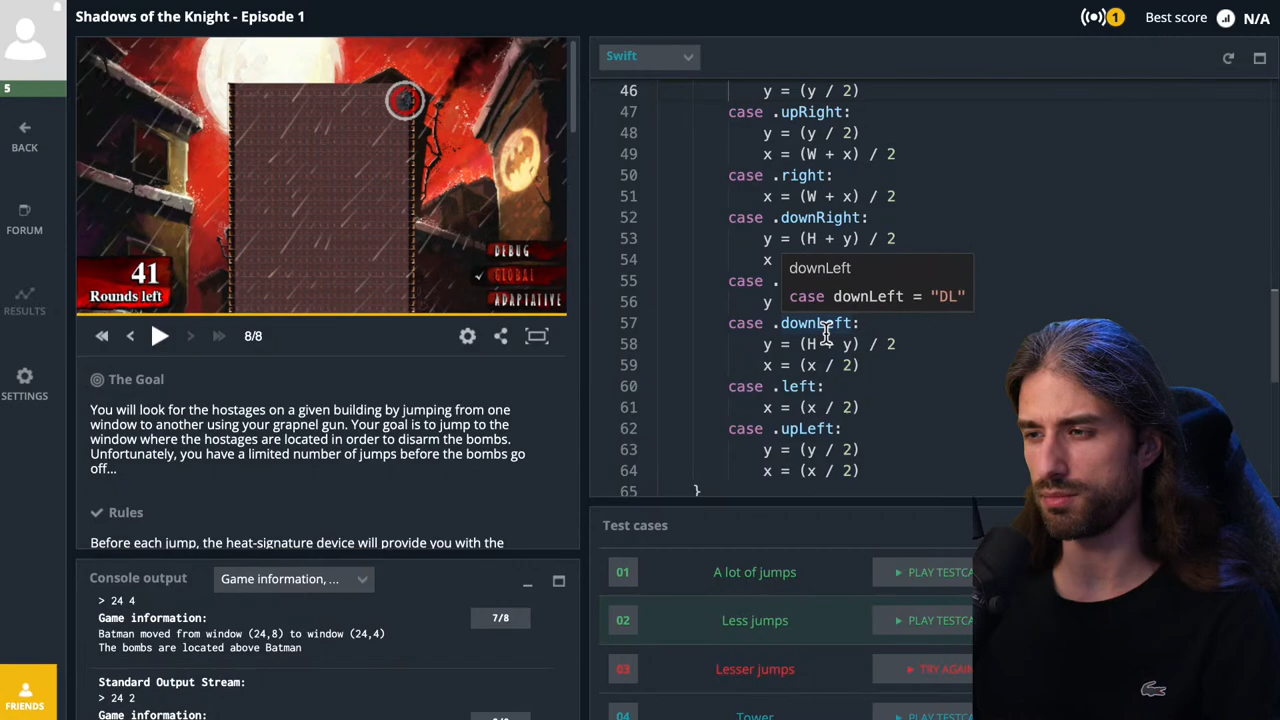 Shadows of the Knight - Episode 1
1
Best score
N/A
5
BACK
FORUM
RESULTS
SETTINGS
FRIENDS
41
Rounds left
DEBUG
GLOBAL
ADAPTATIVE
8/8
The Goal
You will look for the hostages on a given building by jumping from one
window to another using your grapnel gun. Your goal is to jump to the
window where the hostages are located in order to disarm the bombs.
Unfortunately, you have a limited number of jumps before the bombs go
off...
Rules
Before each jump, the heat-signature device will provide you with the
Console output
Game information, ...
> 24 4
Game information:
7/8
Batman moved from window (24,8) to window (24,4)
The bombs are located above Batman
Standard Output Stream:
> 24 2
Game information:
Swift
46 y = (y / 2)
47 case .upRight:
48 y = (y / 2)
49 x = (W + x) / 2
50 case .right:
51 x = (W + x) / 2
52 case .downRight:
53 y = (H + y) / 2
54 x
55 case .
56 y
downLeft
case downLeft = "DL"
57 case .downLeft:
58 y = (H + y) / 2
59 x = (x / 2)
60 case .left:
61 x = (x / 2)
62 case .upLeft:
63 y = (y / 2)
64 x = (x / 2)
65 }
Test cases
01 A lot of jumps PLAY TESTCA
02 Less jumps PLAY TESTCA
03 Lesser jumps TRY AGAIN
04 Tower